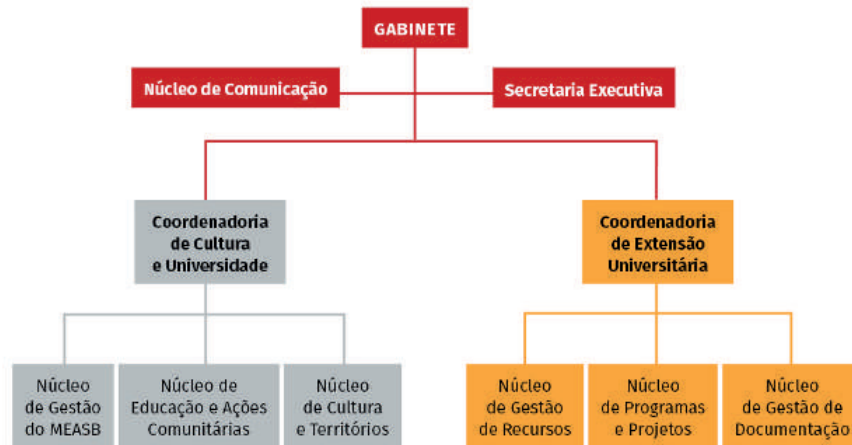 GABINETE
Núcleo de Comunicação
Secretaria Executiva
Coordenadoria
de Cultura
e Universidade
Coordenadoria
de Extensão
Universitária
Núcleo
de Gestão
do MEASB
Núcleo de
Educação e Ações
Comunitárias
Núcleo
de Cultura
e Territórios
Núcleo
de Gestão
de Recursos
Núcleo
de Programas
e Projetos
Núcleo
de Gestão de
Documentação